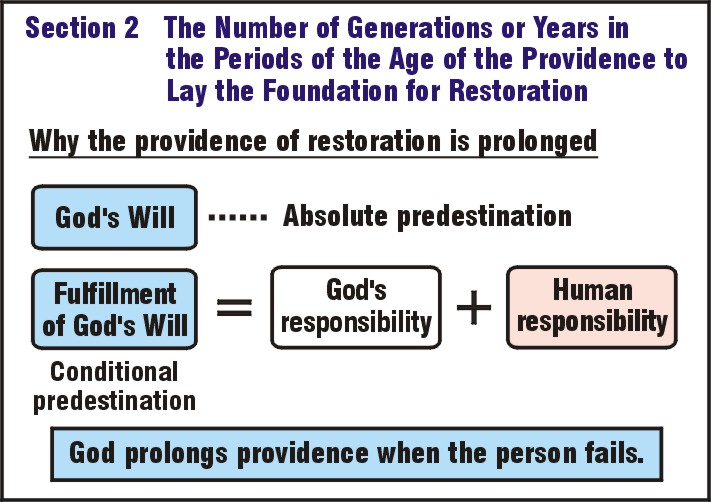 Section 2 The Number of Generations or Years in
the Periods of the Age of the Providence to
Lay the Foundation for Restoration
Why the providence of restoration is prolonged
God's Will ...... Absolute predestination
Fulfillment
of God's Will
=
God's
responsibility
+
Human
responsibility
Conditional
predestination
God prolongs providence when the person fails.